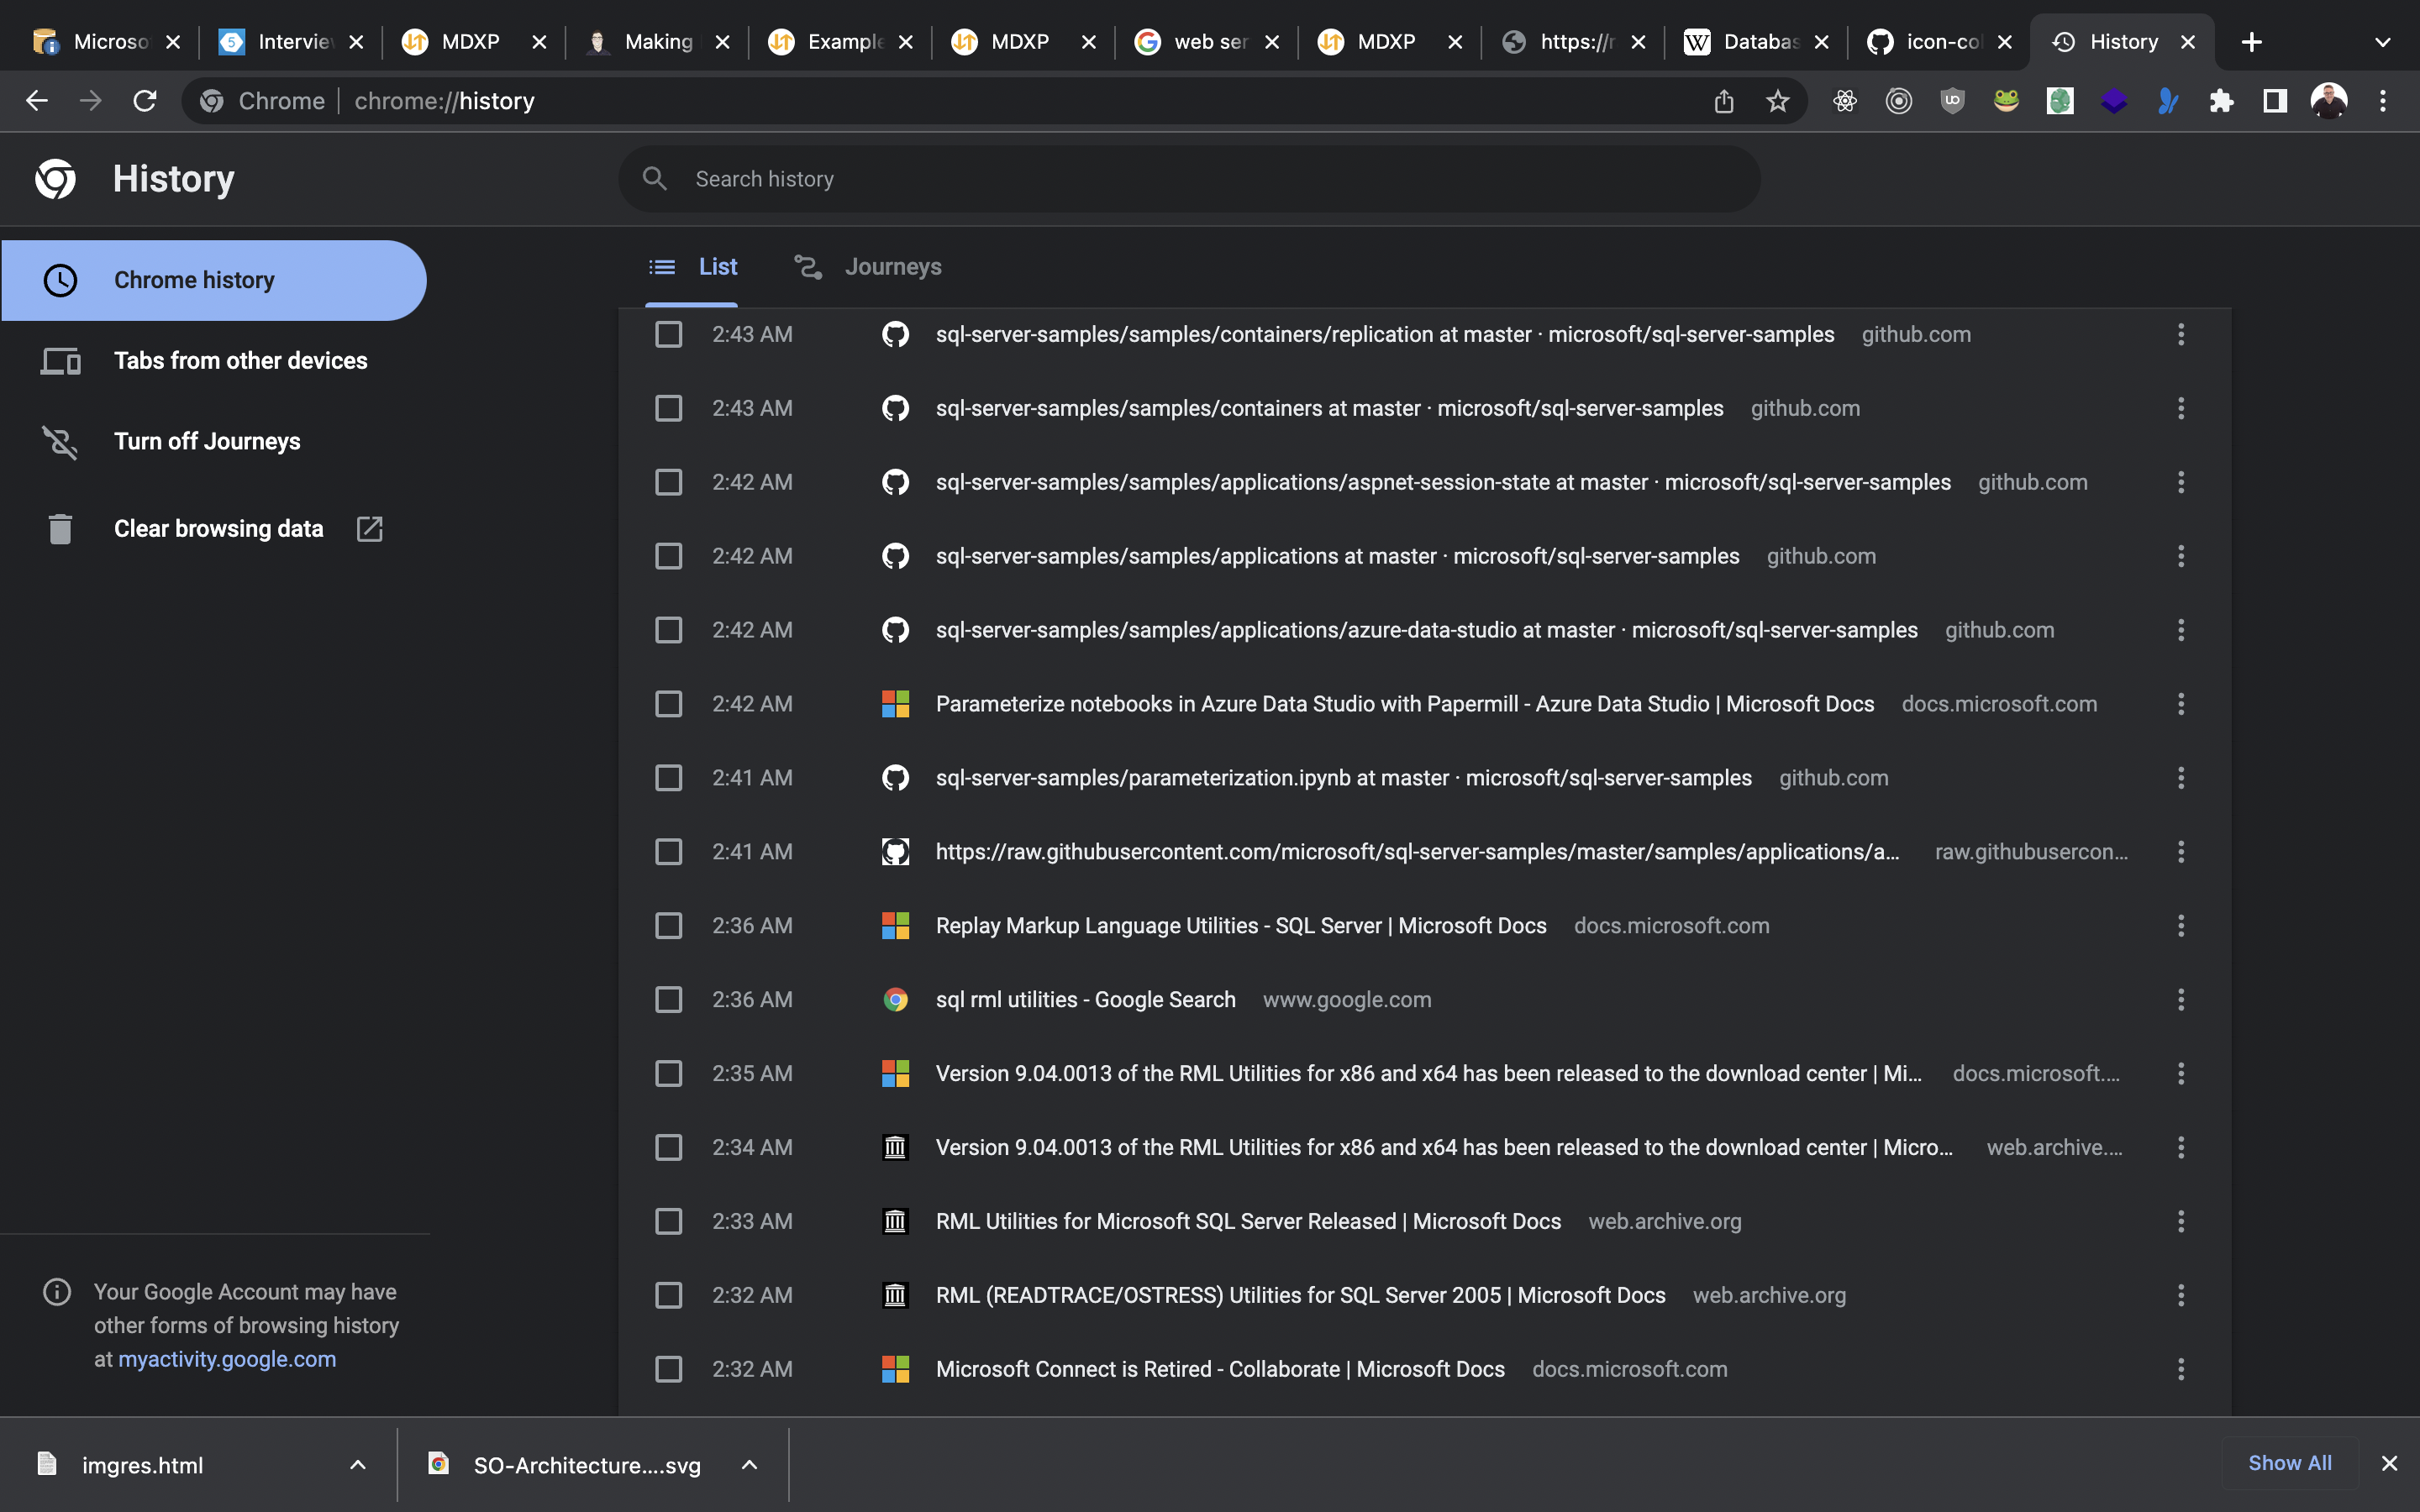 Microso
Interview
MDXP
Making
Example
MDXP
web ser
MDXP
https://r
Databas
icon-col
History
Chrome
chrome://history
History
Search history
Chrome history
Tabs from other devices
Turn off Journeys
Clear browsing data
List
Journeys
2:43 AM sql-server-samples/samples/containers/replication at master · microsoft/sql-server-samples github.com
2:43 AM sql-server-samples/samples/containers at master · microsoft/sql-server-samples github.com
2:42 AM sql-server-samples/samples/applications/aspnet-session-state at master · microsoft/sql-server-samples github.com
2:42 AM sql-server-samples/samples/applications at master · microsoft/sql-server-samples github.com
2:42 AM sql-server-samples/samples/applications/azure-data-studio at master · microsoft/sql-server-samples github.com
2:42 AM Parameterize notebooks in Azure Data Studio with Papermill - Azure Data Studio | Microsoft Docs docs.microsoft.com
2:41 AM sql-server-samples/parameterization.ipynb at master · microsoft/sql-server-samples github.com
2:41 AM https://raw.githubusercontent.com/microsoft/sql-server-samples/master/samples/applications/a... raw.githubusercon...
2:36 AM Replay Markup Language Utilities - SQL Server | Microsoft Docs docs.microsoft.com
2:36 AM sql rml utilities - Google Search www.google.com
2:35 AM Version 9.04.0013 of the RML Utilities for x86 and x64 has been released to the download center | Mi... docs.microsoft....
2:34 AM Version 9.04.0013 of the RML Utilities for x86 and x64 has been released to the download center | Micro... web.archive....
2:33 AM RML Utilities for Microsoft SQL Server Released | Microsoft Docs web.archive.org
2:32 AM RML (READTRACE/OSTRESS) Utilities for SQL Server 2005 | Microsoft Docs web.archive.org
2:32 AM Microsoft Connect is Retired - Collaborate | Microsoft Docs docs.microsoft.com
Your Google Account may have
other forms of browsing history
at myactivity.google.com
imgres.html
SO-Architecture....svg
Show All